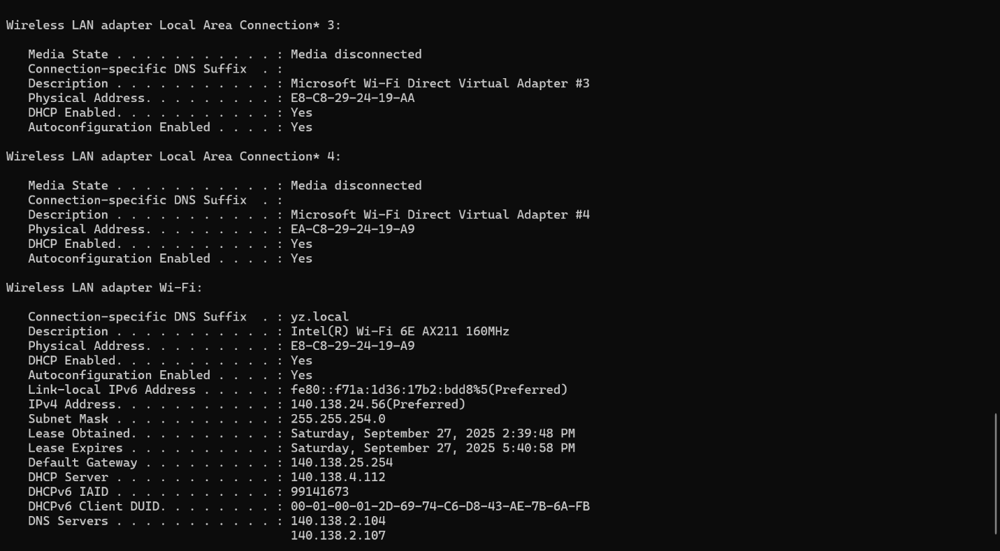 Wireless LAN adapter Local Area Connection* 3:
Media State . . . . . . . . . . . : Media disconnected
Connection-specific DNS Suffix  . :
Description . . . . . . . . . . . : Microsoft Wi-Fi Direct Virtual Adapter #3
Physical Address. . . . . . . . . : E8-C8-29-24-19-AA
DHCP Enabled. . . . . . . . . . . : Yes
Autoconfiguration Enabled . . . . : Yes
Wireless LAN adapter Local Area Connection* 4:
Media State . . . . . . . . . . . : Media disconnected
Connection-specific DNS Suffix  . :
Description . . . . . . . . . . . : Microsoft Wi-Fi Direct Virtual Adapter #4
Physical Address. . . . . . . . . : EA-C8-29-24-19-A9
DHCP Enabled. . . . . . . . . . . : Yes
Autoconfiguration Enabled . . . . : Yes
Wireless LAN adapter Wi-Fi:
Connection-specific DNS Suffix  . : yz.local
Description . . . . . . . . . . . : Intel(R) Wi-Fi 6E AX211 160MHz
Physical Address. . . . . . . . . : E8-C8-29-24-19-A9
DHCP Enabled. . . . . . . . . . . : Yes
Autoconfiguration Enabled . . . . : Yes
Link-local IPv6 Address . . . . . : fe80::f71a:1d36:17b2:bdd8%5(Preferred)
IPv4 Address. . . . . . . . . . . : 140.138.24.56(Preferred)
Subnet Mask . . . . . . . . . . . : 255.255.254.0
Lease Obtained. . . . . . . . . . : Saturday, September 27, 2025 2:39:48 PM
Lease Expires . . . . . . . . . . : Saturday, September 27, 2025 5:40:58 PM
Default Gateway . . . . . . . . . : 140.138.25.254
DHCP Server . . . . . . . . . . . : 140.138.4.112
DHCPv6 IAID . . . . . . . . . . . : 99141673
DHCPv6 Client DUID. . . . . . . . : 00-01-00-01-2D-69-74-C6-D8-43-AE-7B-6A-FB
DNS Servers . . . . . . . . . . . : 140.138.2.104
140.138.2.107